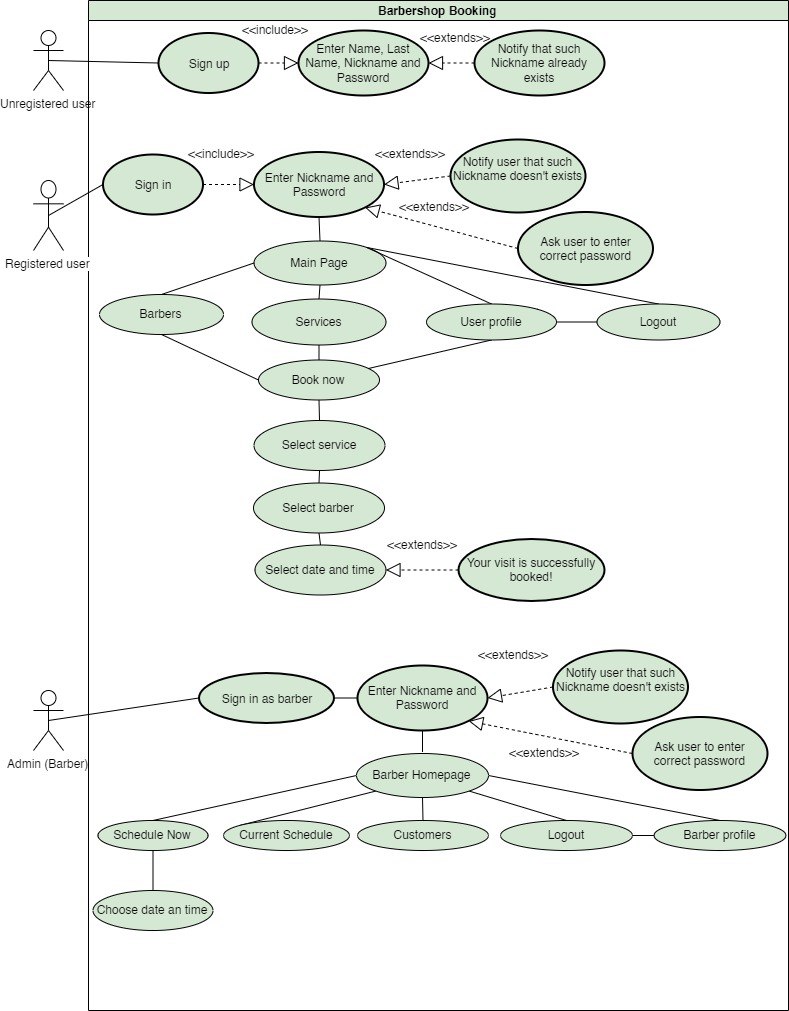 Barbershop Booking
<<include>>
<<extends>>
Sign up
Enter Name, Last
Name, Nickname and
Password
Notify that such
Nickname already
exists
Unregistered user
<<include>>
<<extends>>
Sign in
Enter Nickname and
Password
Notify user that such
Nickname doesn't exists
<<extends>>
Ask user to enter
correct password
Registered user
Main Page
Barbers
Services
User profile
Logout
Book now
Select service
Select barber
<<extends>>
Select date and time
Your visit is successfully
booked!
<<extends>>
Sign in as barber
Enter Nickname and
Password
Notify user that such
Nickname doesn't exists
<<extends>>
Ask user to enter
correct password
Admin (Barber)
Barber Homepage
Schedule Now
Current Schedule
Customers
Logout
Barber profile
Choose date an time